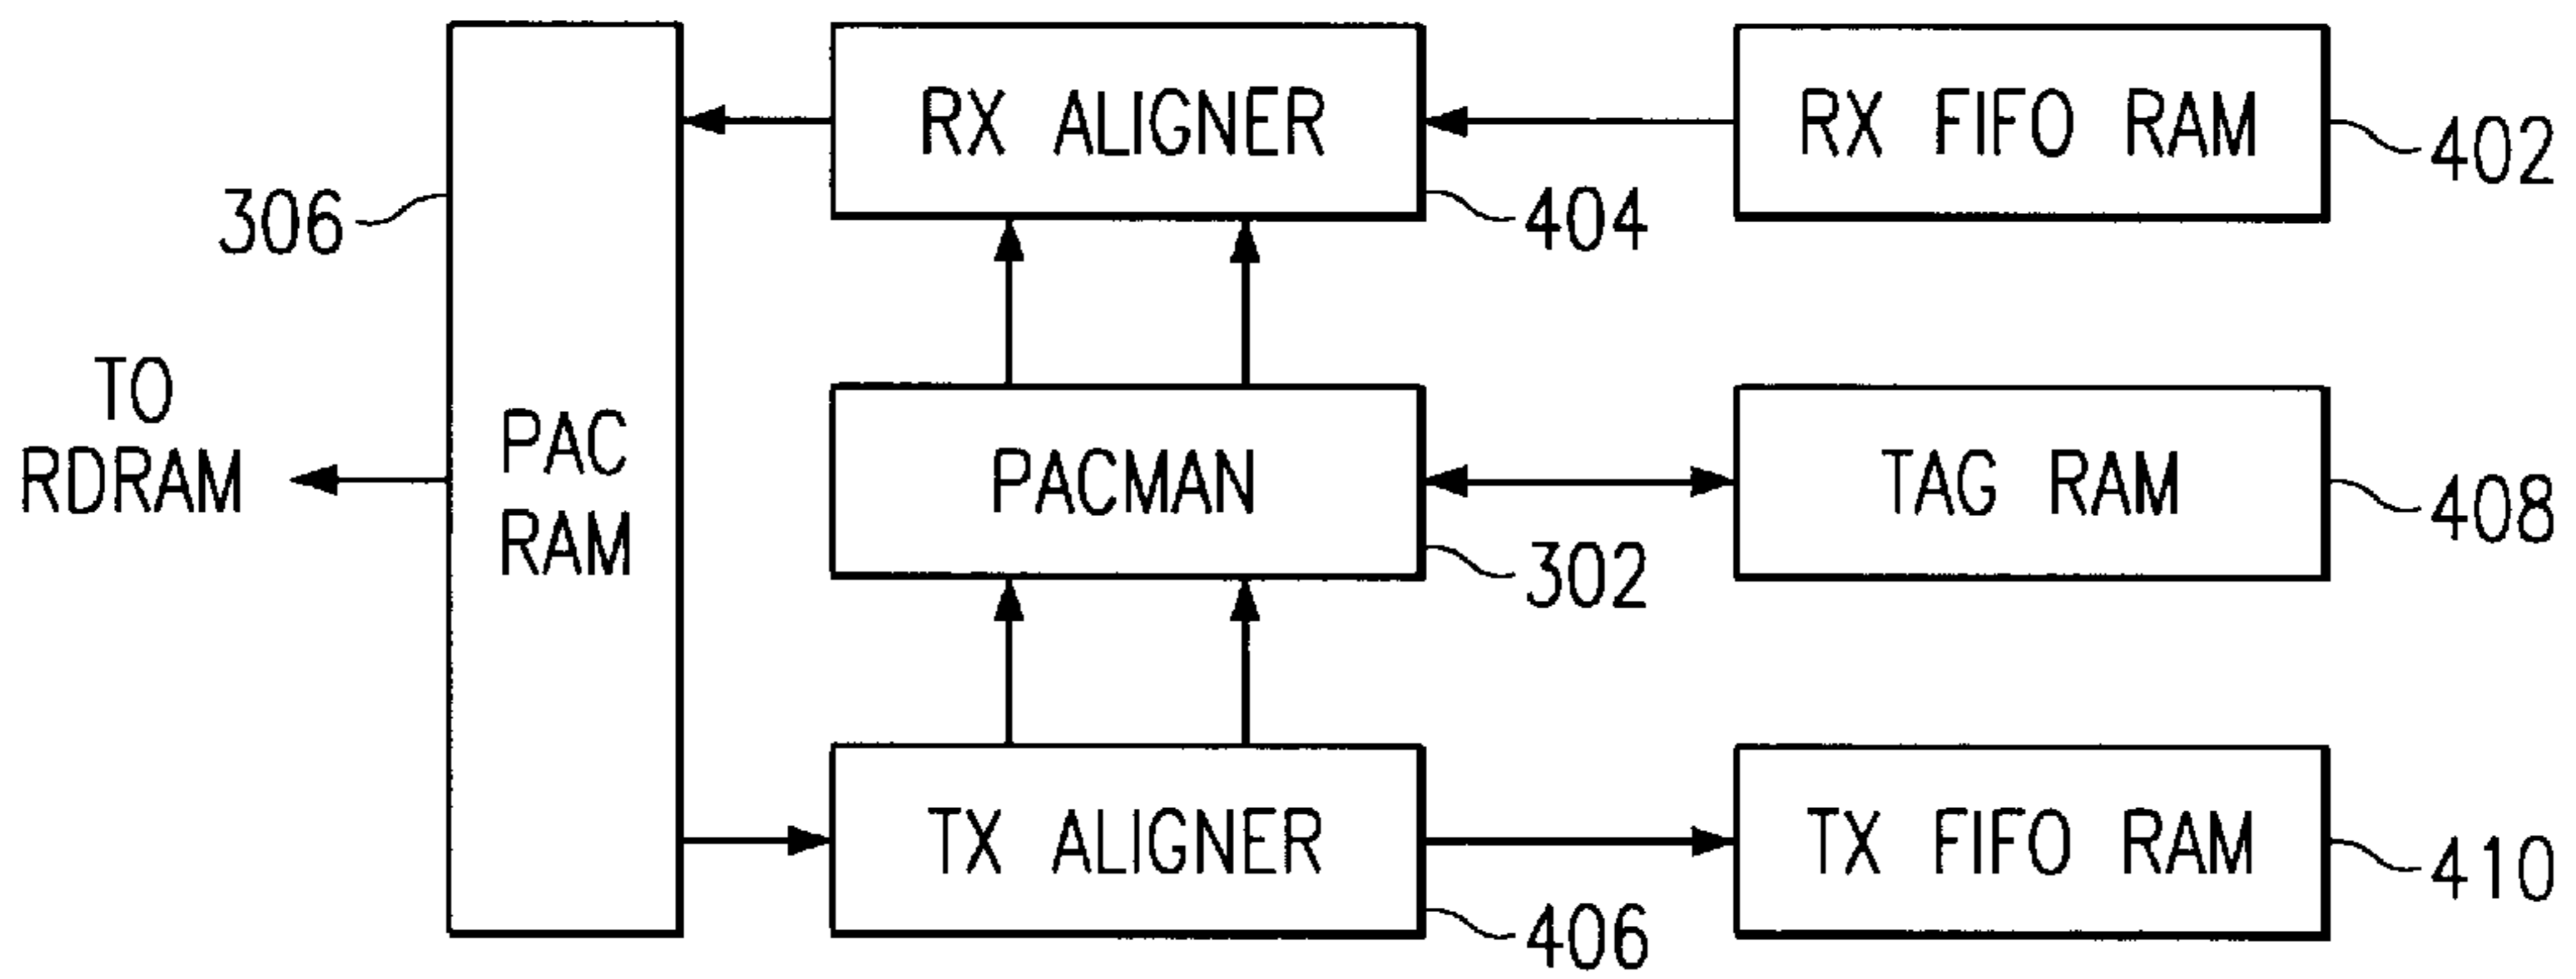 RX ALIGNER
RX FIFO RAM
402
306
404
TO
RDRAM
PAC
RAM
PACMAN
TAG RAM
408
302
TX ALIGNER
TX FIFO RAM
410
406